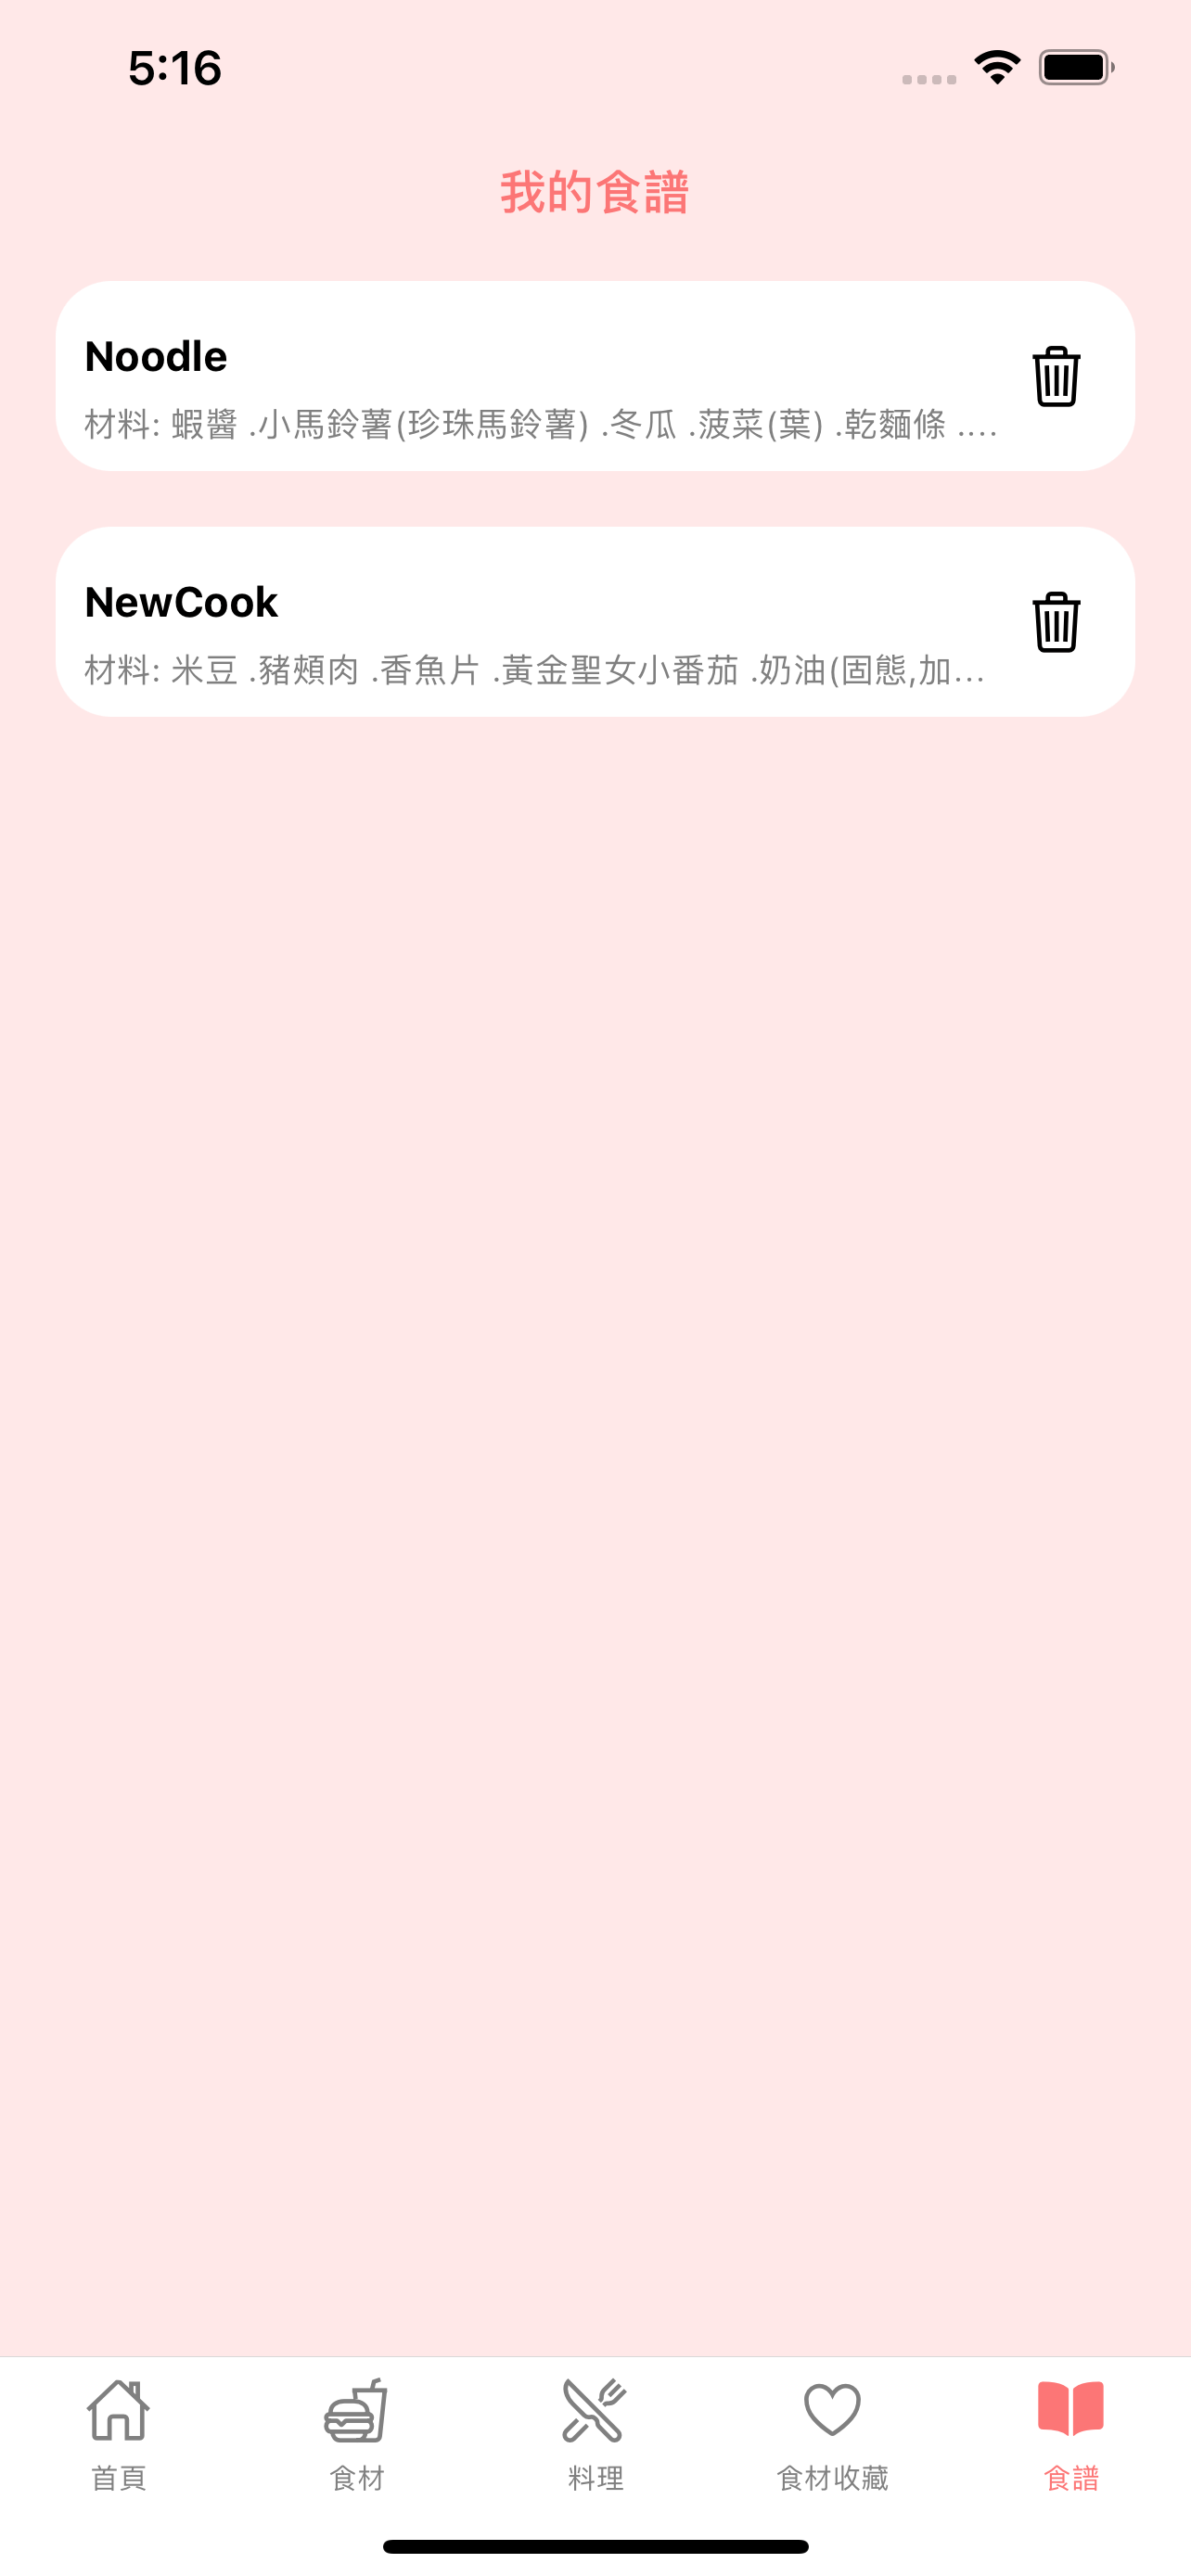 5:16
我的食譜
Noodle
材料: 蝦醬 .小馬鈴薯(珍珠馬鈴薯) .冬瓜 .菠菜(葉) .乾麵條 ....
NewCook
材料: 米豆 .豬頰肉 .香魚片 .黃金聖女小番茄 .奶油(固態,加...
首頁
食材
料理
食材收藏
食譜